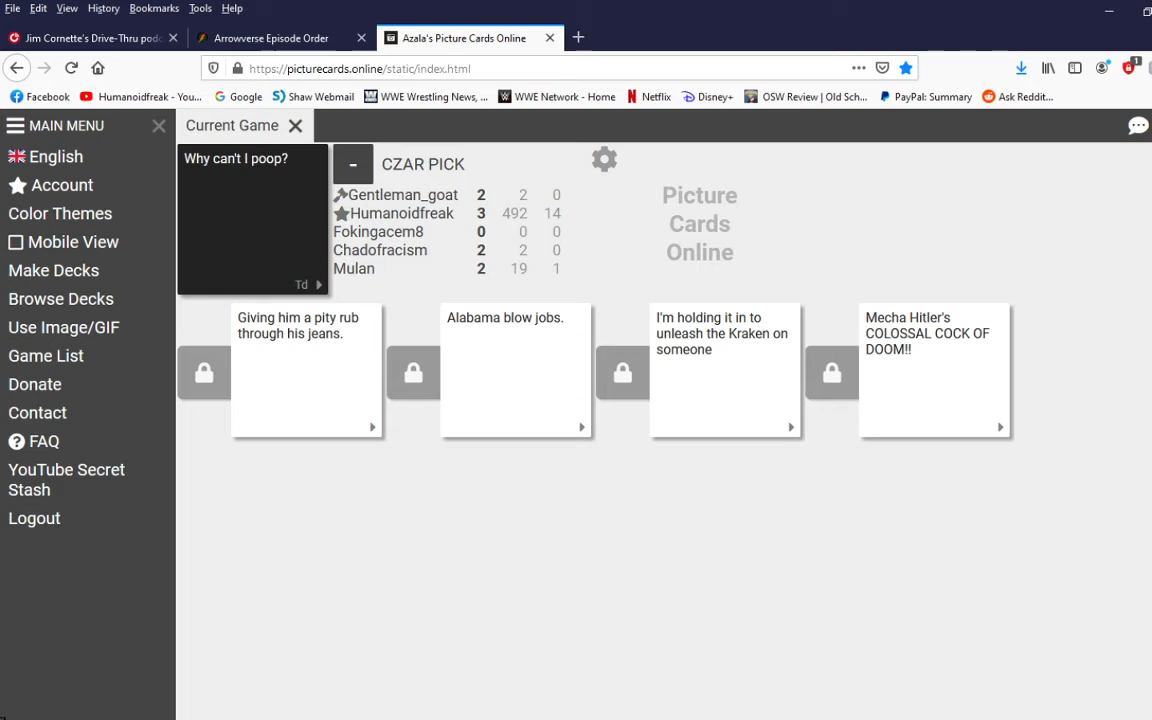 File Edit View History Bookmarks Tools Help
Jim Cornette's Drive-Thru podc
Arrowverse Episode Order
Azala's Picture Cards Online
https://picturecards.online/static/index.html
1
Facebook Humanoidfreak - You... Google Shaw Webmail WWE Wrestling News, ... WWE Network - Home Netflix Disney+ OSW Review | Old Sch... PayPal: Summary Ask Reddit...
MAIN MENU
Current Game
English
Account
Color Themes
Mobile View
Make Decks
Browse Decks
Use Image/GIF
Game List
Donate
Contact
FAQ
YouTube Secret
Stash
Logout
Why can't I poop?
Td
- CZAR PICK
Gentleman_goat 2 2 0
Humanoidfreak 3 492 14
Fokingacem8 0 0 0
Chadofracism 2 2 0
Mulan 2 19 1
Picture
Cards
Online
Giving him a pity rub
through his jeans.
Alabama blow jobs.
I'm holding it in to
unleash the Kraken on
someone
Mecha Hitler's
COLOSSAL COCK OF
DOOM!!